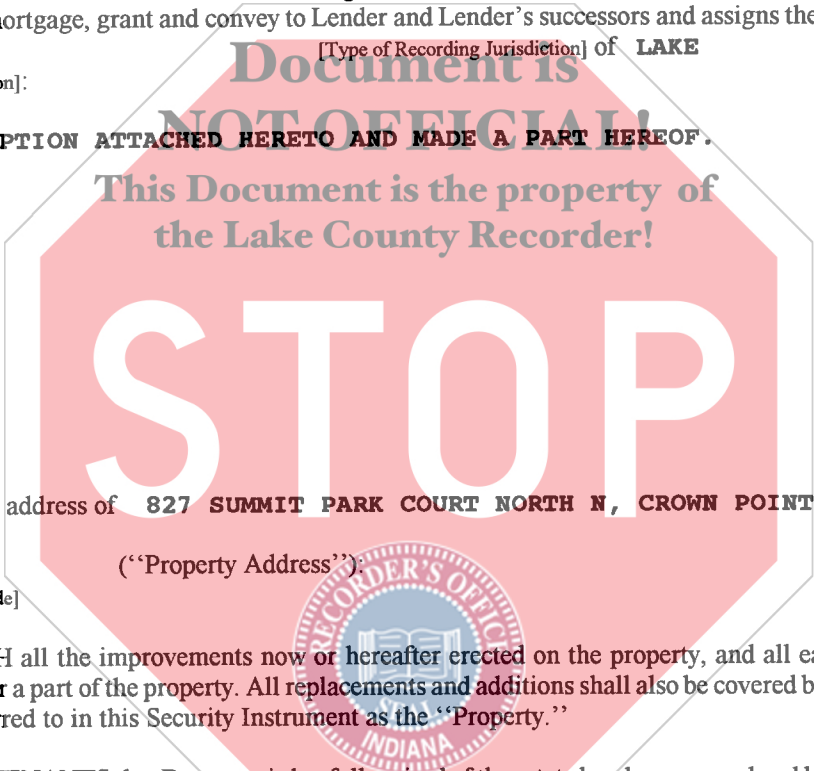 ortgage, grant and convey to Lender and Lender's successors and assigns the
[Type of Recording Jurisdiction] of LAKE
on]:
Document is
NOT OFFICIAL!
PTION ATTACHED HERETO AND MADE A PART HEREOF.
This Document is the property of
the Lake County Recorder!
STOP
address of 827 SUMMIT PARK COURT NORTH N, CROWN POINT
(“Property Address”):
de]
RECORDER'S OFFICE
H all the improvements now or hereafter erected on the property, and all ea
r a part of the property. All replacements and additions shall also be covered b
rred to in this Security Instrument as the “Property.”
SEAL
INDIANA